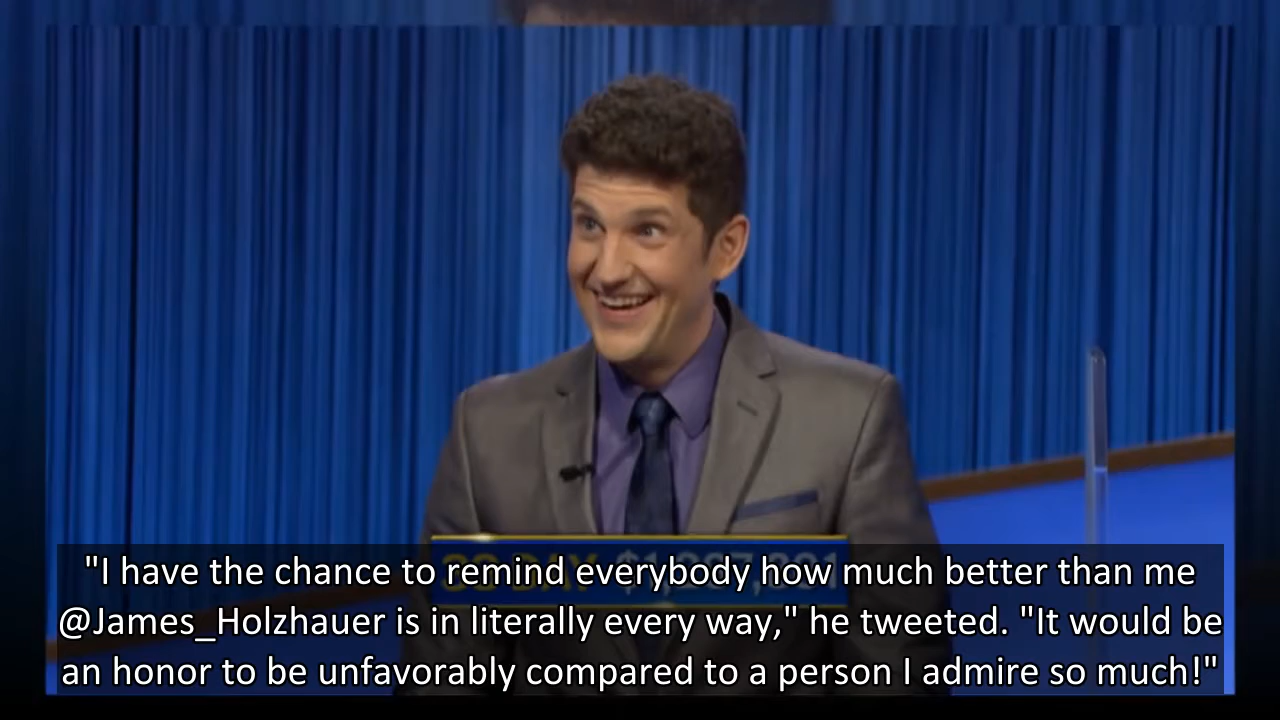 "I have the chance to remind everybody how much better than me
@James_Holzhauer is in literally every way," he tweeted. "It would be
an honor to be unfavorably compared to a person I admire so much!"